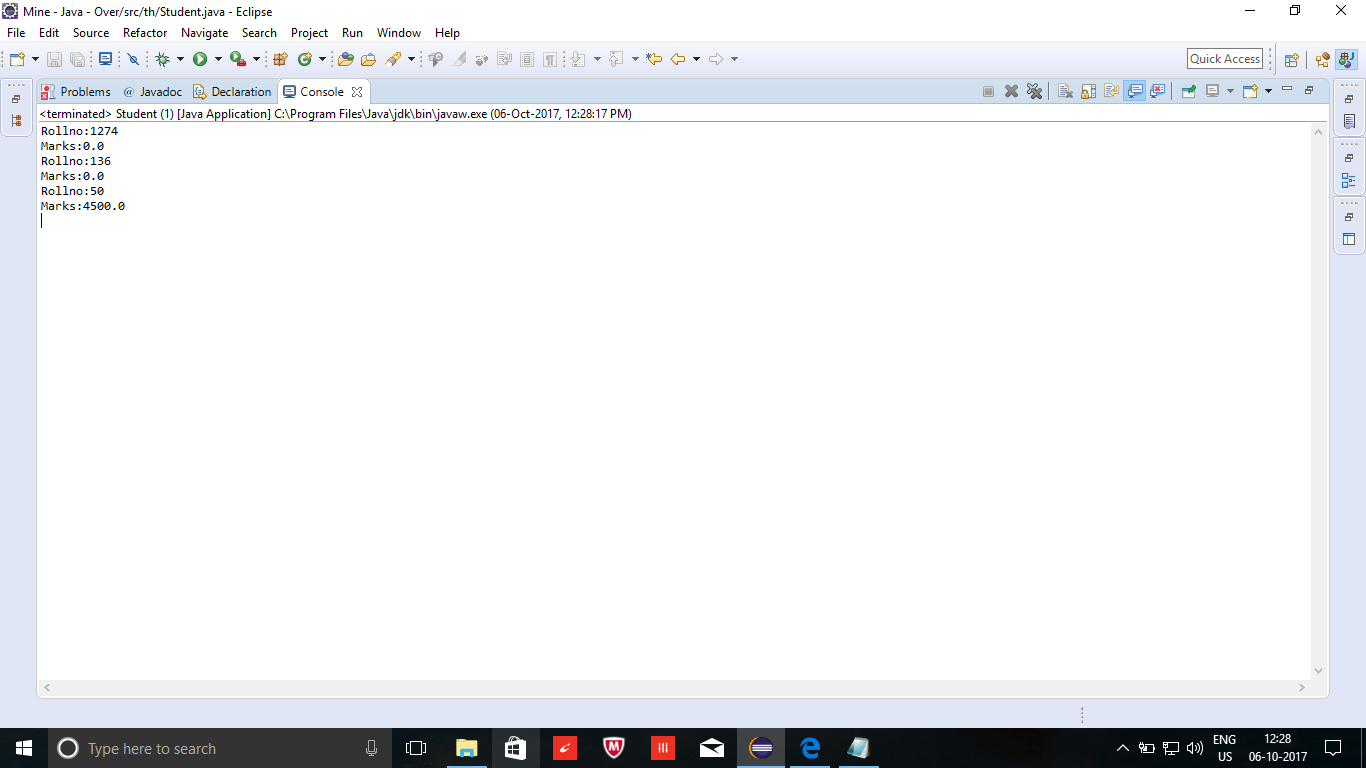 Mine - Java - Over/src/th/Student.java - Eclipse
File Edit Source Refactor Navigate Search Project Run Window Help
Quick Access
Problems @ Javadoc Declaration Console
<terminated> Student (1) [Java Application] C:\Program Files\Java\jdk\bin\javaw.exe (06-Oct-2017, 12:28:17 PM)
Rollno:1274
Marks:0.0
Rollno:136
Marks:0.0
Rollno:50
Marks:4500.0
Type here to search
ENG
US
12:28
06-10-2017